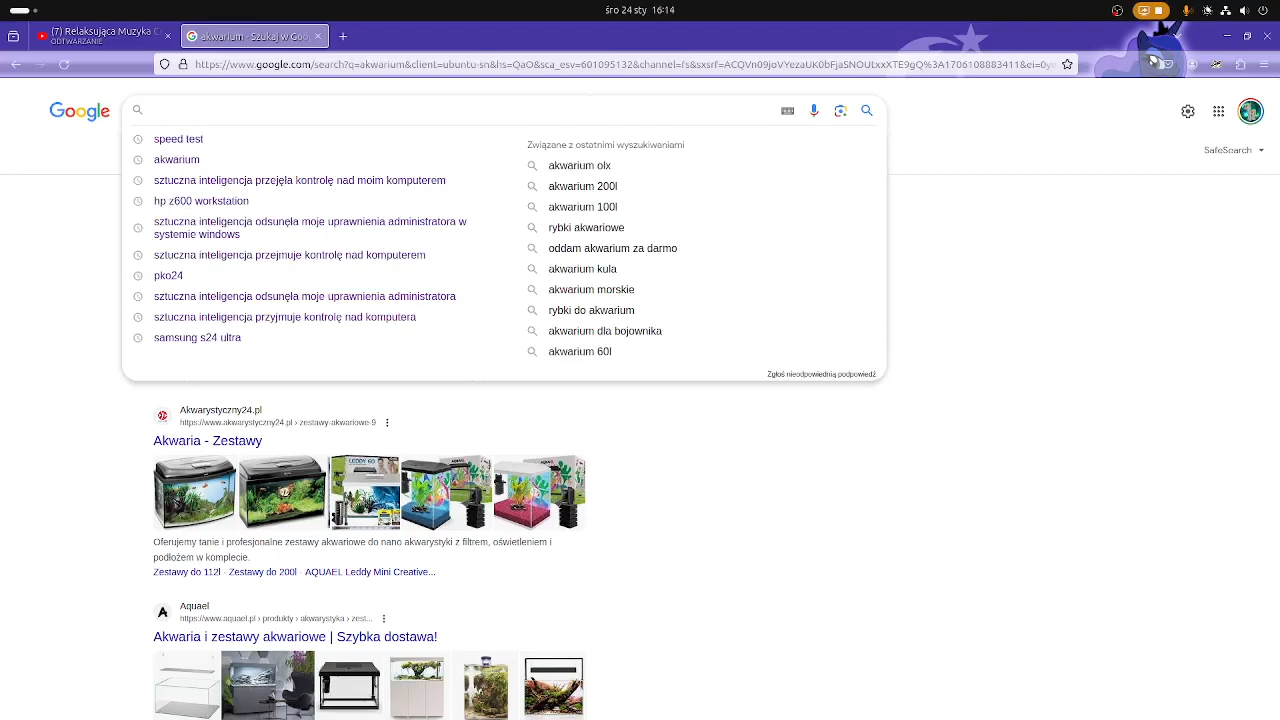 śro 24 sty 16:14
(7) Relaksująca Muzyka
ODTWARZANIE
akwarium - Szukaj w Goo
https://www.google.com/search?q=akwarium&client=ubuntu-sn&hs=QaO&sca_esv=601095132&channel=fs&sxsrf=ACQVn09joVYezaUK0bFjaSNOUtxxXTE9gQ%3A1706108883411&ei=0y
Google
SafeSearch
speed test
akwarium
sztuczna inteligencja przejęła kontrolę nad moim komputerem
hp z600 workstation
sztuczna inteligencja odsunęła moje uprawnienia administratora w
systemie windows
sztuczna inteligencja przejmuje kontrolę nad komputerem
pko24
sztuczna inteligencja odsunęła moje uprawnienia administratora
sztuczna inteligencja przyjmuje kontrolę nad komputera
samsung s24 ultra
Związane z ostatnimi wyszukiwaniami
akwarium olx
akwarium 200l
akwarium 100l
rybki akwariowe
oddam akwarium za darmo
akwarium kula
akwarium morskie
rybki do akwarium
akwarium dla bojownika
akwarium 60l
Zgłoś nieodpowiednią podpowiedź
Akwarystyczny24.pl
https://www.akwarystyczny24.pl › zestawy-akwariowe-9
Akwaria - Zestawy
LEDDY 60
Oferujemy tanie i profesjonalne zestawy akwariowe do nano akwarystyki z filtrem, oświetleniem i
podłożem w komplecie.
Zestawy do 112l · Zestawy do 200l · AQUAEL Leddy Mini Creative...
Aquael
https://www.aquael.pl › produkty › akwarystyka › zest...
Akwaria i zestawy akwariowe | Szybka dostawa!